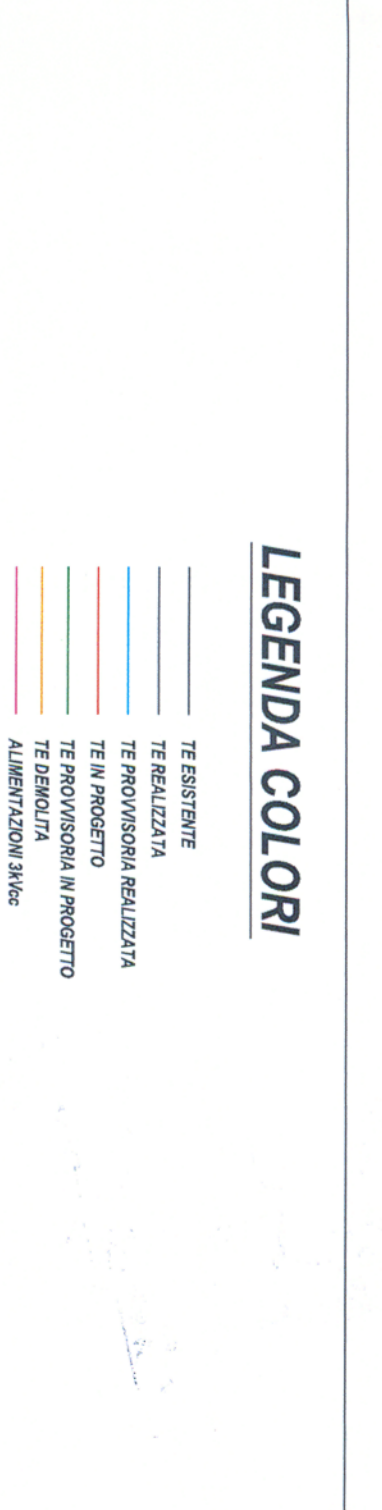 LEGENDA COLORI
TE ESISTENTE
TE REALIZZATA
TE PROVVISORIA REALIZZATA
TE IN PROGETTO
TE PROVVISORIA IN PROGETTO
TE DEMOLITA
ALIMENTAZIONI 3kVcc